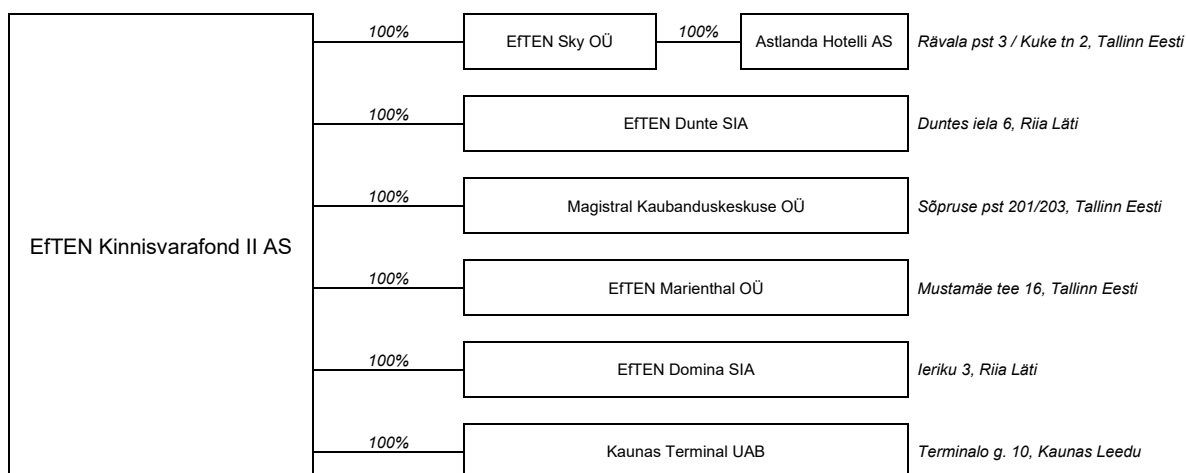 EfTEN Kinnisvarafond II AS
100%
EfTEN Sky OÜ
100%
Astlanda Hotelli AS
Rävala pst 3 / Kuke tn 2, Tallinn Eesti
100%
EfTEN Dunte SIA
Duntes iela 6, Riia Läti
100%
Magistral Kaubanduskeskuse OÜ
Sõpruse pst 201/203, Tallinn Eesti
100%
EfTEN Marienthal OÜ
Mustamäe tee 16, Tallinn Eesti
100%
EfTEN Domina SIA
Ieriku 3, Riia Läti
100%
Kaunas Terminal UAB
Terminalo g. 10, Kaunas Leedu